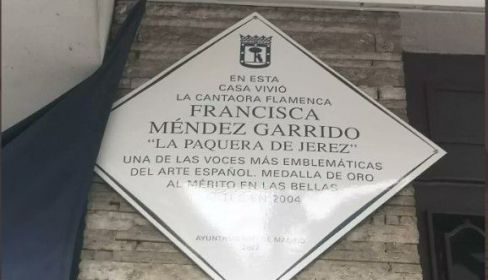 EN ESTA
CASA VIVIÓ
LA CANTAORA FLAMENCA
FRANCISCA
MÉNDEZ GARRIDO
"LA PAQUERA DE JEREZ"
UNA DE LAS VOCES MÁS EMBLEMÁTICAS
DEL ARTE ESPAÑOL. MEDALLA DE ORO
AL MÉRITO EN LAS BELLAS
EN 2004
AYUNTAMIENTO DE MADRID